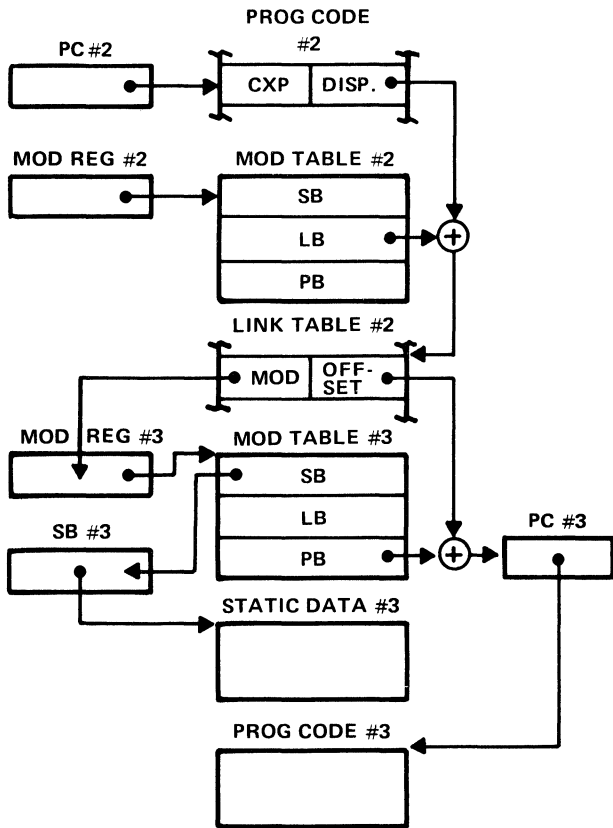 PROG CODE
#2
PC #2
CXP DISP.
MOD REG #2 MOD TABLE #2
SB
LB
+
PB
LINK TABLE #2
MOD OFF-
SET
MOD REG #3 MOD TABLE #3
SB
LB
SB #3
PC #3
PB
+
STATIC DATA #3
PROG CODE #3